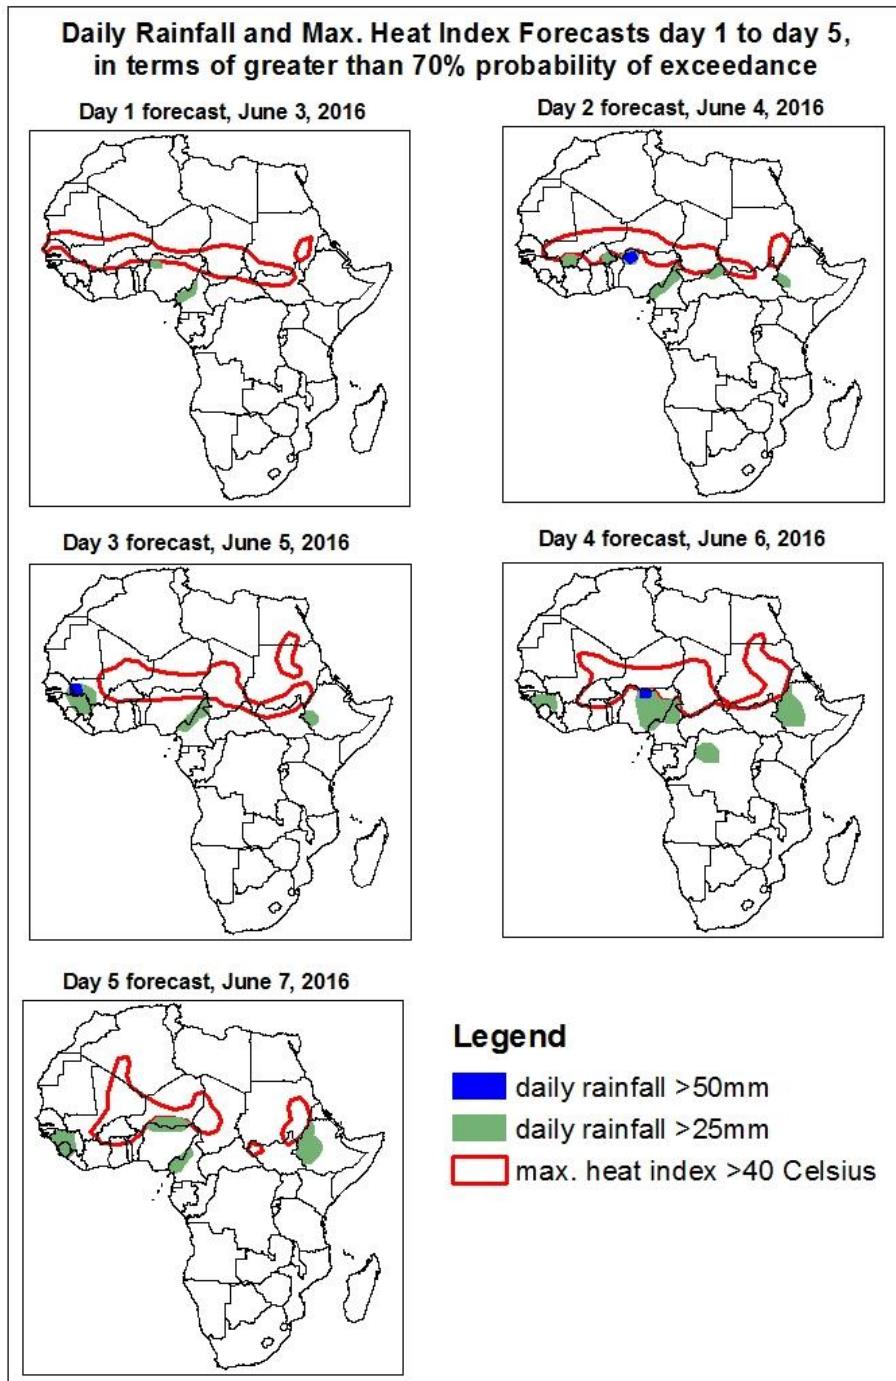 Daily Rainfall and Max. Heat Index Forecasts day 1 to day 5,
in terms of greater than 70% probability of exceedance
Day 1 forecast, June 3, 2016
Day 2 forecast, June 4, 2016
Day 3 forecast, June 5, 2016
Day 4 forecast, June 6, 2016
Day 5 forecast, June 7, 2016
Legend
daily rainfall >50mm
daily rainfall >25mm
max. heat index >40 Celsius